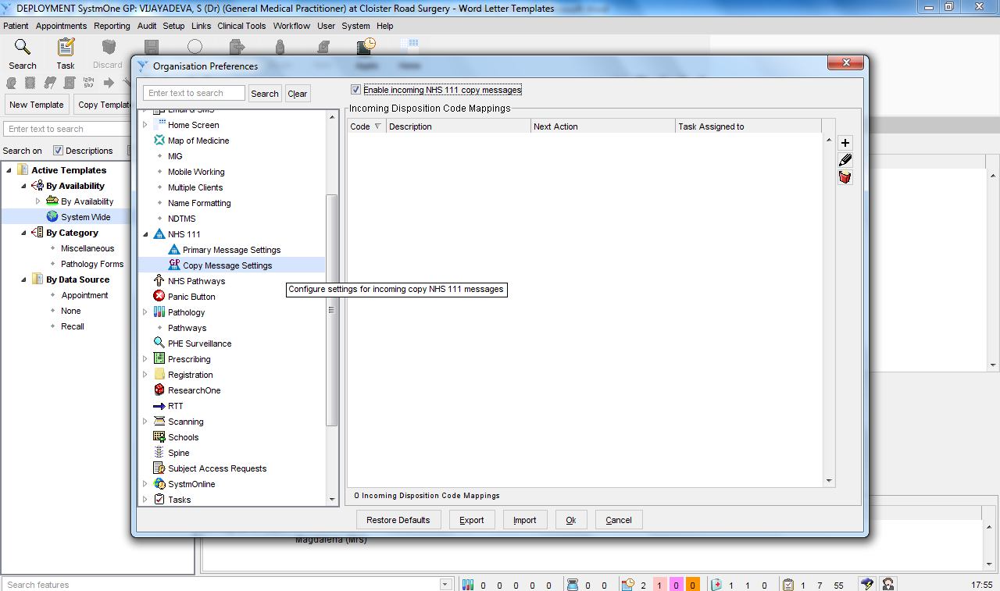 DEPLOYMENT SystmOne GP: VIJAYADEVA, S (Dr) (General Medical Practitioner) at Cloister Road Surgery - Word Letter Templates
Patient Appointments Reporting Audit Setup Links Clinical Tools Workflow User System Help
Search Task Discard
New Template Copy Templat
Enter text to search
Search on Descriptions
Active Templates
By Availability
By Availability
System Wide
By Category
Miscellaneous
Pathology Forms
By Data Source
Appointment
None
Recall
Organisation Preferences
Enter text to search Search Clear
Email & SMS
Home Screen
Map of Medicine
MIG
Mobile Working
Multiple Clients
Name Formatting
NDTMS
NHS 111
Primary Message Settings
Copy Message Settings
NHS Pathways
Panic Button
Pathology
Pathways
PHE Surveillance
Prescribing
Registration
ResearchOne
RTT
Scanning
Schools
Spine
Subject Access Requests
SystmOnline
Tasks
Enable incoming NHS 111 copy messages
Incoming Disposition Code Mappings
Code Description Next Action Task Assigned to
Configure settings for incoming copy NHS 111 messages
0 Incoming Disposition Code Mappings
Restore Defaults Export Import Ok Cancel
Magdalena (Mrs)
Search features
0 0 0 0 0 0 0 2 1 0 0 1 1 0 1 7 55 17:55